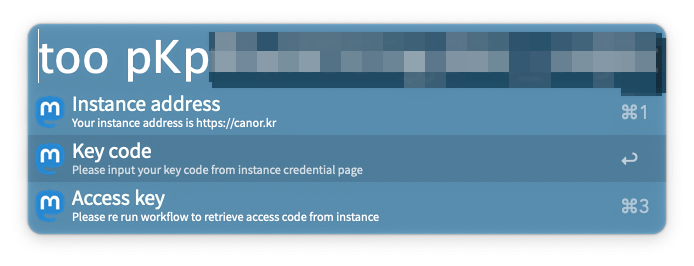 too pKp
Instance address
Your instance address is https://canor.kr
⌘1
Key code
Please input your key code from instance credential page
↩
Access key
Please re run workflow to retrieve access code from instance
⌘3